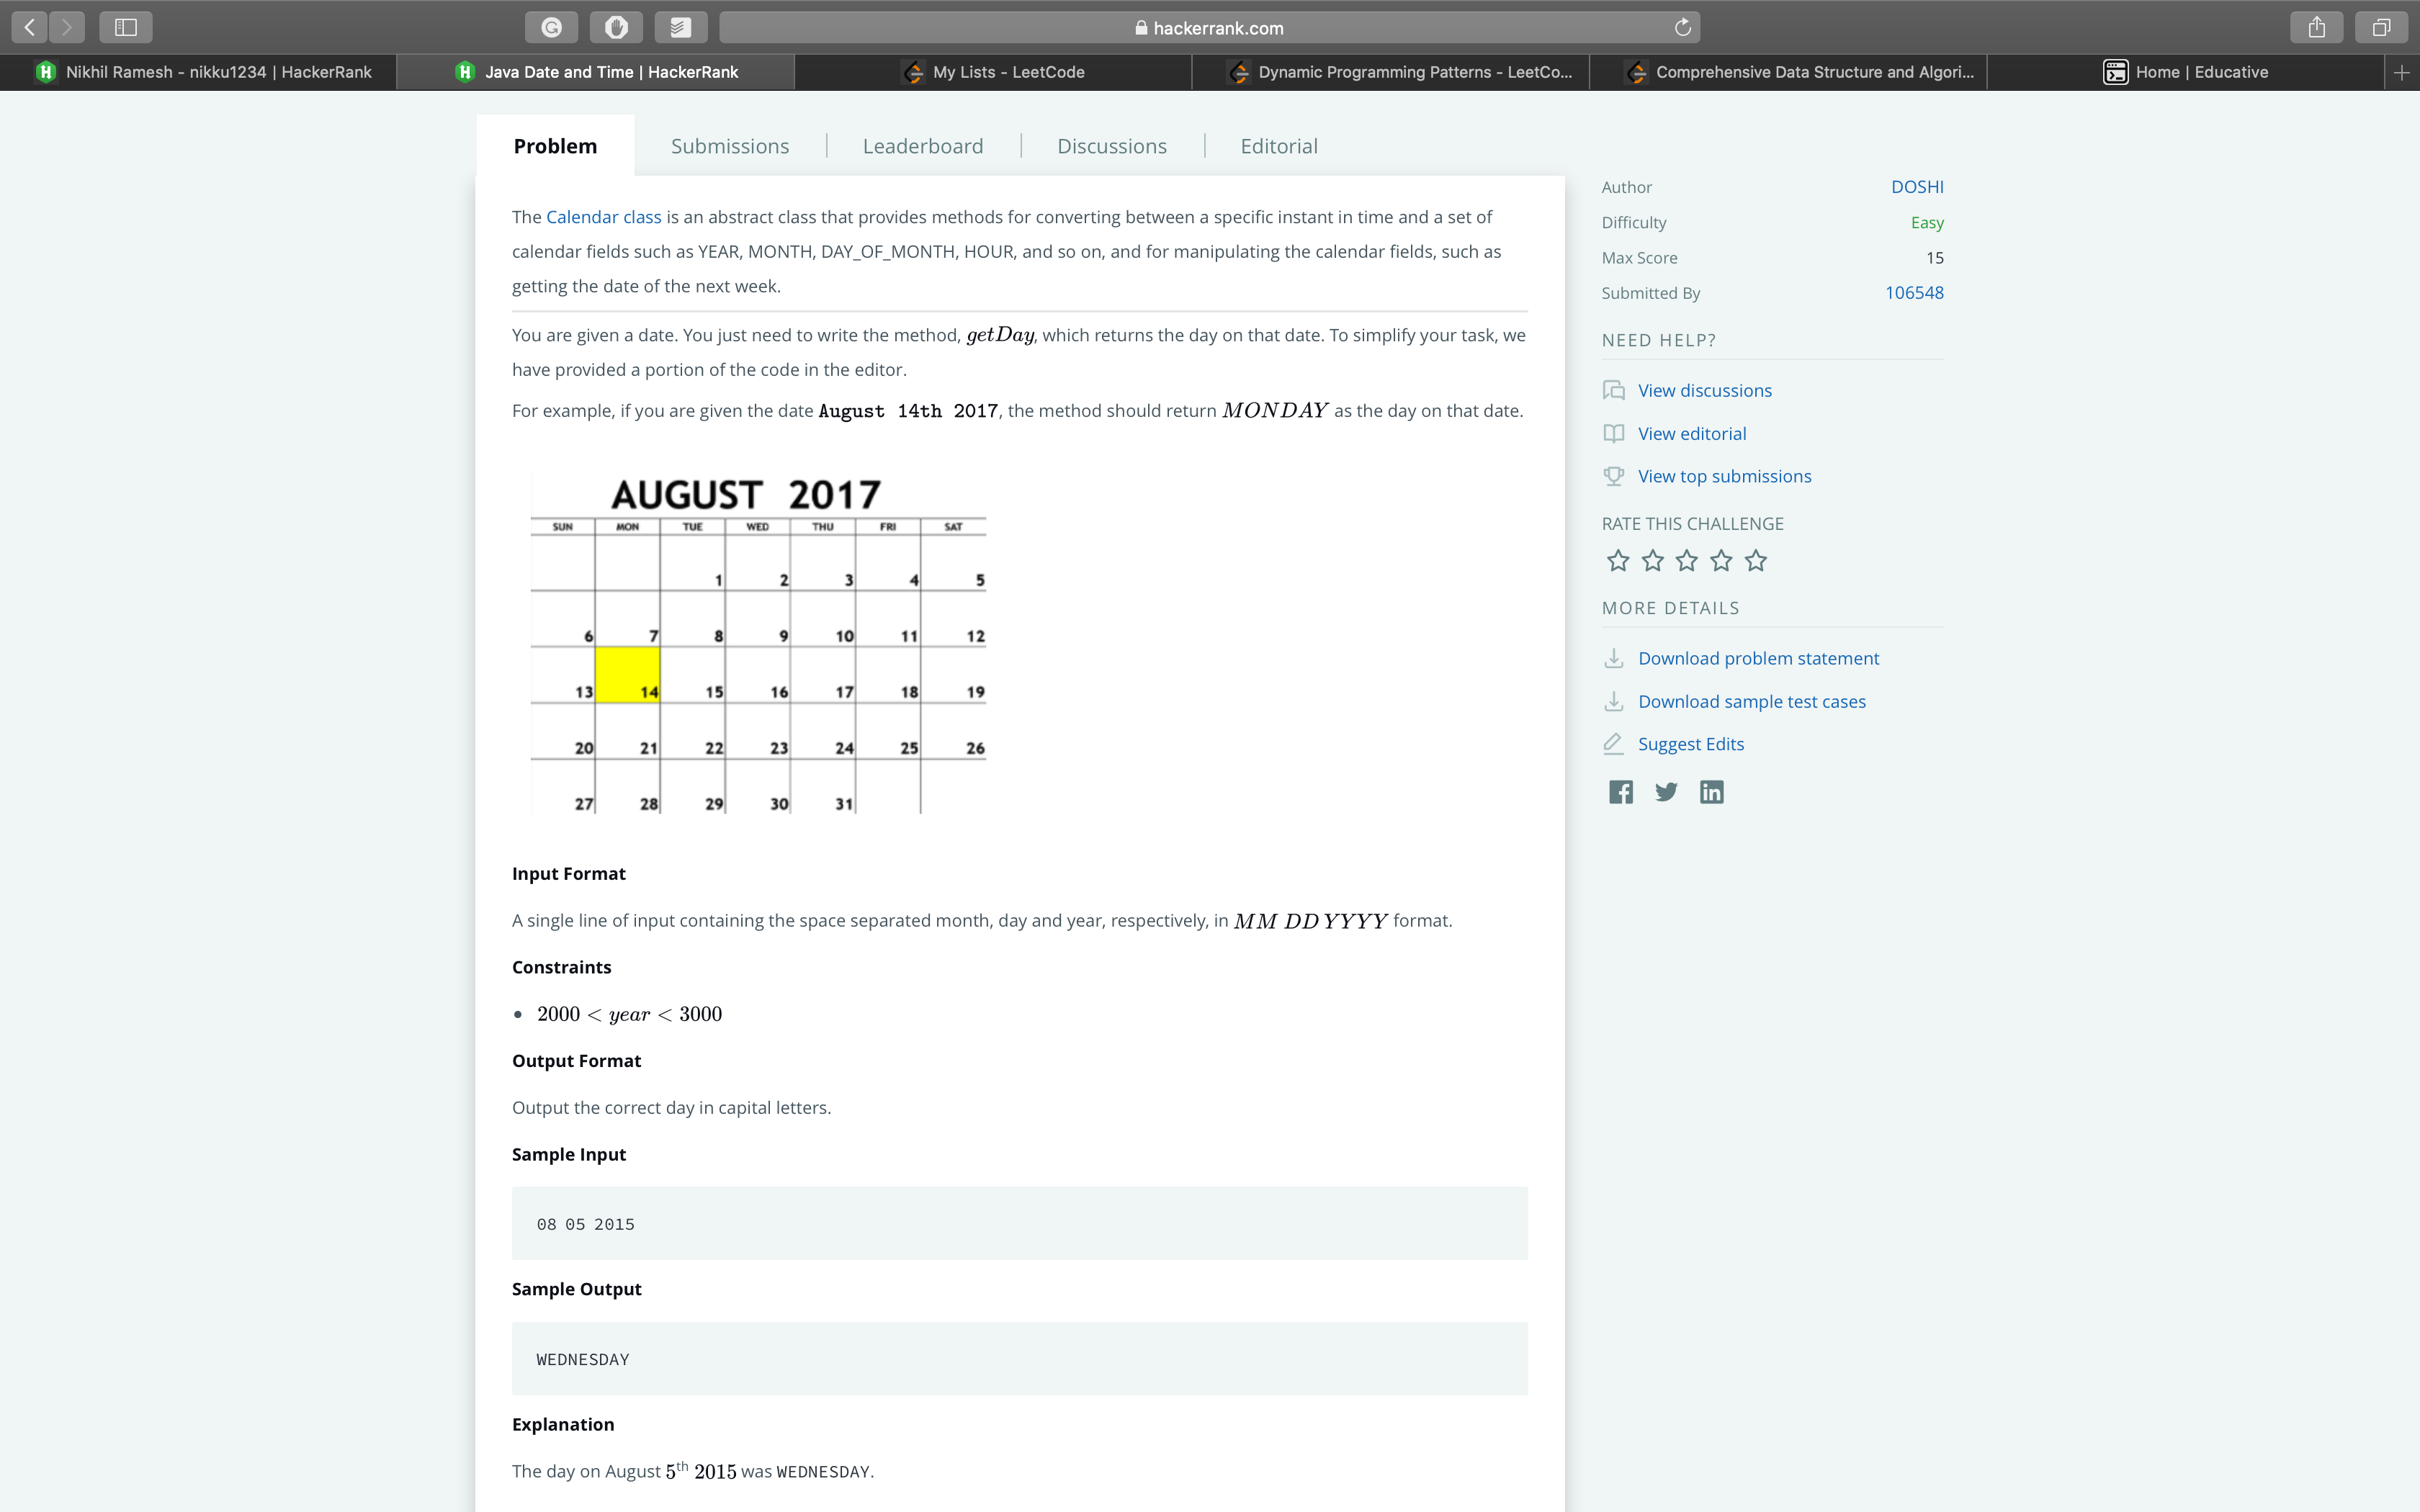 hackerrank.com
Nikhil Ramesh - nikku1234 | HackerRank
Java Date and Time | HackerRank
My Lists - LeetCode
Dynamic Programming Patterns - LeetCo...
Comprehensive Data Structure and Algori...
Home | Educative
Problem
Submissions
Leaderboard
Discussions
Editorial
The Calendar class is an abstract class that provides methods for converting between a specific instant in time and a set of
calendar fields such as YEAR, MONTH, DAY_OF_MONTH, HOUR, and so on, and for manipulating the calendar fields, such as
getting the date of the next week.
You are given a date. You just need to write the method, getDay, which returns the day on that date. To simplify your task, we
have provided a portion of the code in the editor.
For example, if you are given the date August 14th 2017, the method should return MONDAY as the day on that date.
AUGUST 2017
SUN MON TUE WED THU FRI SAT
1 2 3 4 5
6 7 8 9 10 11 12
13 14 15 16 17 18 19
20 21 22 23 24 25 26
27 28 29 30 31
Input Format
A single line of input containing the space separated month, day and year, respectively, in MM DD YYYY format.
Constraints
• 2000 < year < 3000
Output Format
Output the correct day in capital letters.
Sample Input
08 05 2015
Sample Output
WEDNESDAY
Explanation
The day on August 5th 2015 was WEDNESDAY.
Author DOSHI
Difficulty Easy
Max Score 15
Submitted By 106548
NEED HELP?
View discussions
View editorial
View top submissions
RATE THIS CHALLENGE
MORE DETAILS
Download problem statement
Download sample test cases
Suggest Edits